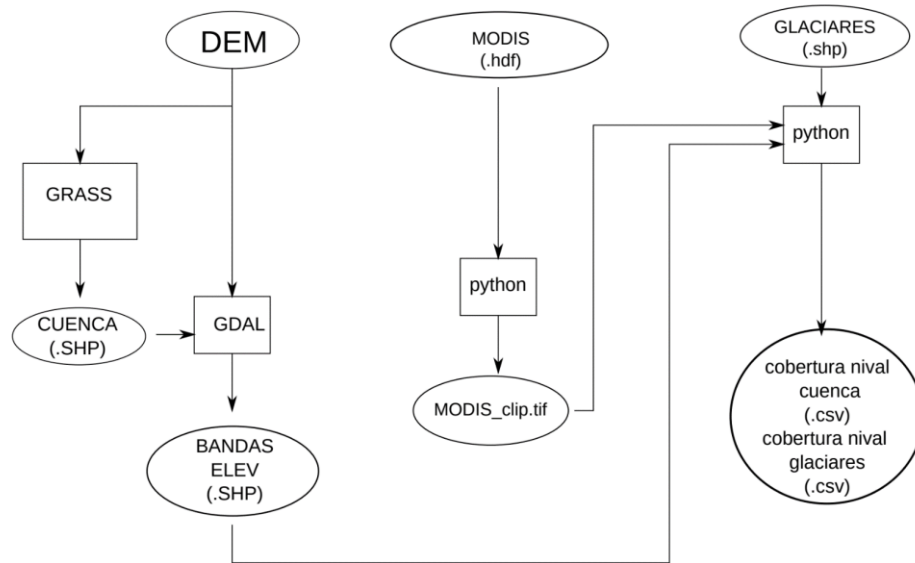 DEM
MODIS
(.hdf)
GLACIARES
(.shp)
python
GRASS
python
CUENCA
(.SHP)
GDAL
MODIS_clip.tif
cobertura nival
cuenca
(.csv)
cobertura nival
glaciares
(.csv)
BANDAS
ELEV
(.SHP)